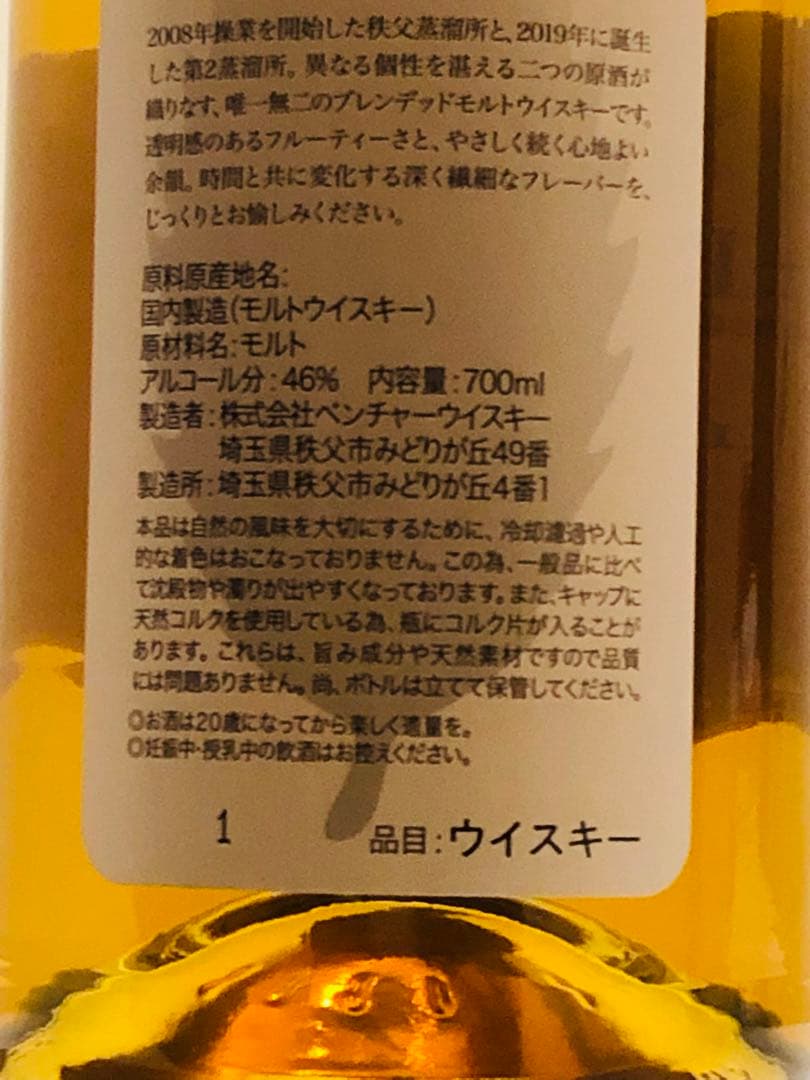 2008年操業を開始した秩父蒸溜所と、2019年に誕生
した第2蒸溜所。異なる個性を湛える二つの原酒が
織りなす、唯一無二のブレンデッドモルトウイスキーです。
透明感のあるフルーティーさと、やさしく続く心地よい
余韻。時間と共に変化する深く繊細なフレーバーを、
じっくりとお愉しみください。
原料原産地名:
国内製造(モルトウイスキー)
原材料名:モルト
アルコール分:46% 内容量:700ml
製造者:株式会社ベンチャーウイスキー
埼玉県秩父市みどりが丘49番
製造所:埼玉県秩父市みどりが丘4番1
本品は自然の風味を大切にするために、冷却濾過や人工
的な着色はおこなっておりません。この為、一般品に比べ
て沈殿物や濁りが出やすくなっております。また、キャップに
天然コルクを使用している為、瓶にコルク片が入ることが
あります。これらは、旨み成分や天然素材ですので品質
には問題ありません。尚、ボトルは立てて保管してください。
◎お酒は20歳になってから楽しく適量を。
◎妊娠中・授乳中の飲酒はお控えください。
1 品目:ウイスキー